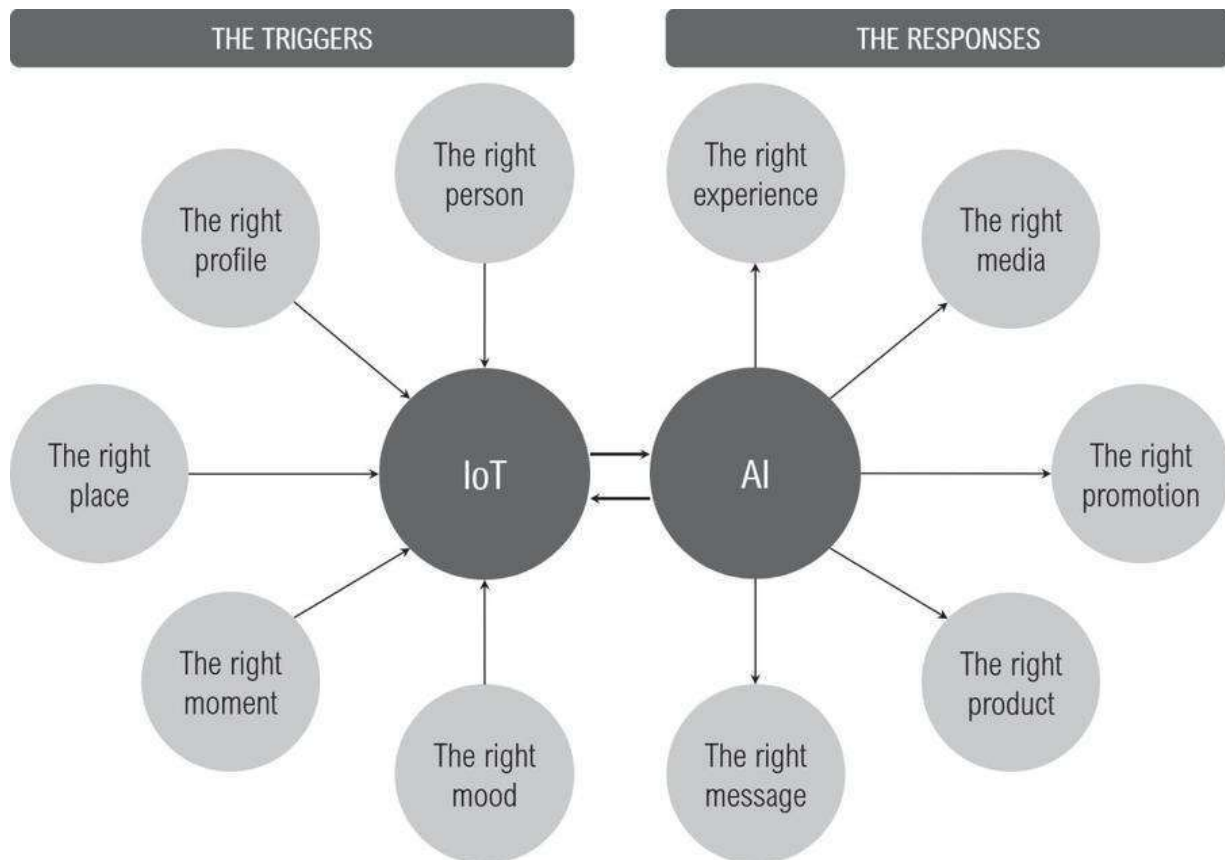 THE TRIGGERS
THE RESPONSES
The right
person
The right
profile
The right
place
The right
moment
The right
mood
IoT
AI
The right
experience
The right
media
The right
promotion
The right
product
The right
message